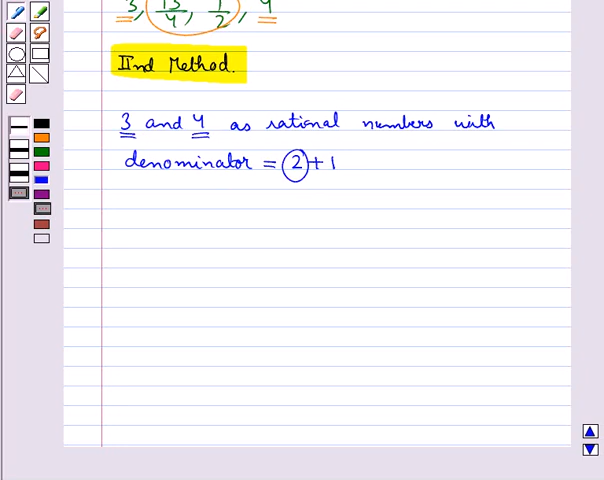 3, 13/4, 7/2, 4
IInd Method.
3 and 4 as rational numbers with
denominator = 2 + 1